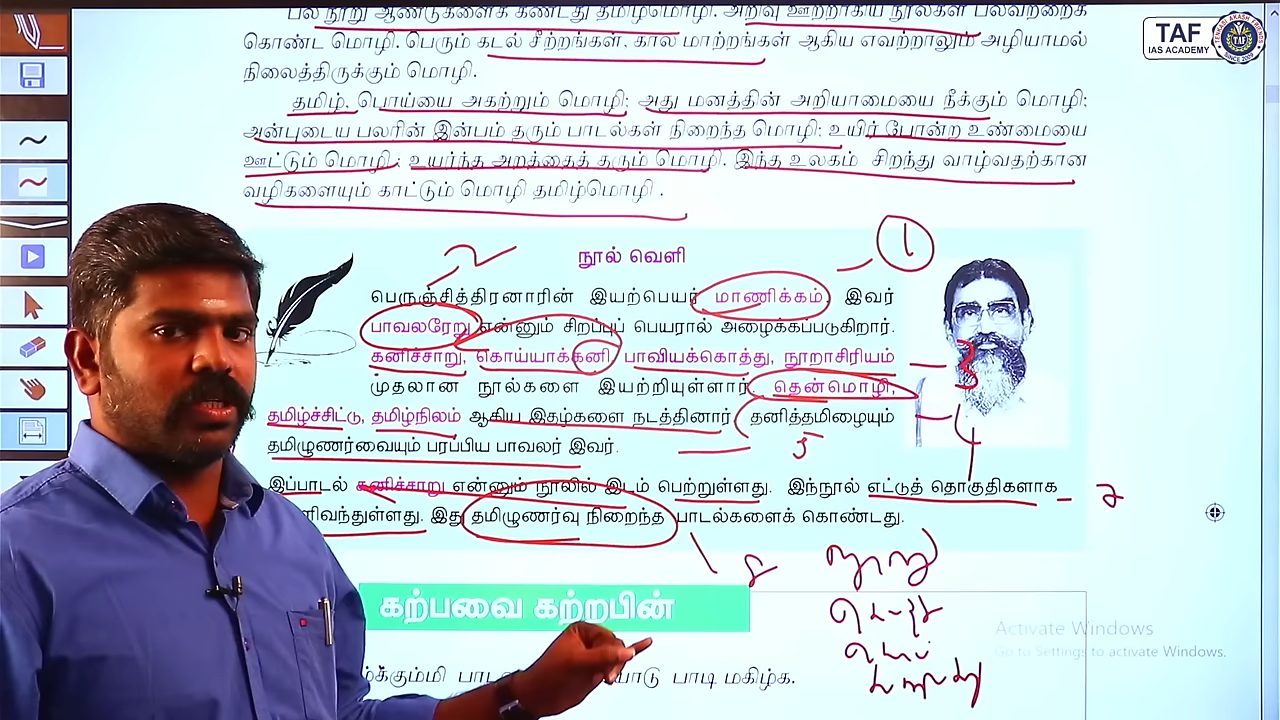 பல நூறு ஆண்டுகளைக் கண்டது தமிழ்மொழி. அறிவு ஊற்றாகிய நூல்கள் பலவற்றைக்
கொண்ட மொழி. பெரும் கடல் சீற்றங்கள், கால மாற்றங்கள் ஆகிய எவற்றாலும் அழியாமல்
நிலைத்திருக்கும் மொழி.
தமிழ், பொய்யை அகற்றும் மொழி; அது மனத்தின் அறியாமையை நீக்கும் மொழி;
அன்புடைய பலரின் இன்பம் தரும் பாடல்கள் நிறைந்த மொழி; உயிர் போன்ற உண்மையை
ஊட்டும் மொழி ; உயர்ந்த அறத்தைத் தரும் மொழி. இந்த உலகம் சிறந்து வாழ்வதற்கான
வழிகளையும் காட்டும் மொழி தமிழ்மொழி .
TAF
IAS ACADEMY
TAF
நூல் வெளி
1
பெருஞ்சித்திரனாரின் இயற்பெயர் மாணிக்கம். இவர்
பாவலரேறு என்னும் சிறப்புப் பெயரால் அழைக்கப்படுகிறார்.
கனிச்சாறு, கொய்யாக்கனி, பாவியக்கொத்து, நூறாசிரியம்
3
முதலான நூல்களை இயற்றியுள்ளார். தென்மொழி,
தமிழ்ச்சிட்டு, தமிழ்நிலம் ஆகிய இதழ்களை நடத்தினார் தனித்தமிழையும்
தமிழுணர்வையும் பரப்பிய பாவலர் இவர்.
5
இப்பாடல் கனிச்சாறு என்னும் நூலில் இடம் பெற்றுள்ளது. இந்நூல் எட்டுத் தொகுதிகளாக
வந்துள்ளது. இது தமிழுணர்வு நிறைந்த பாடல்களைக் கொண்டது.
கற்பவை கற்றபின்
Activate Windows
Go to Settings to activate Windows.
பாடி மகிழ்க.